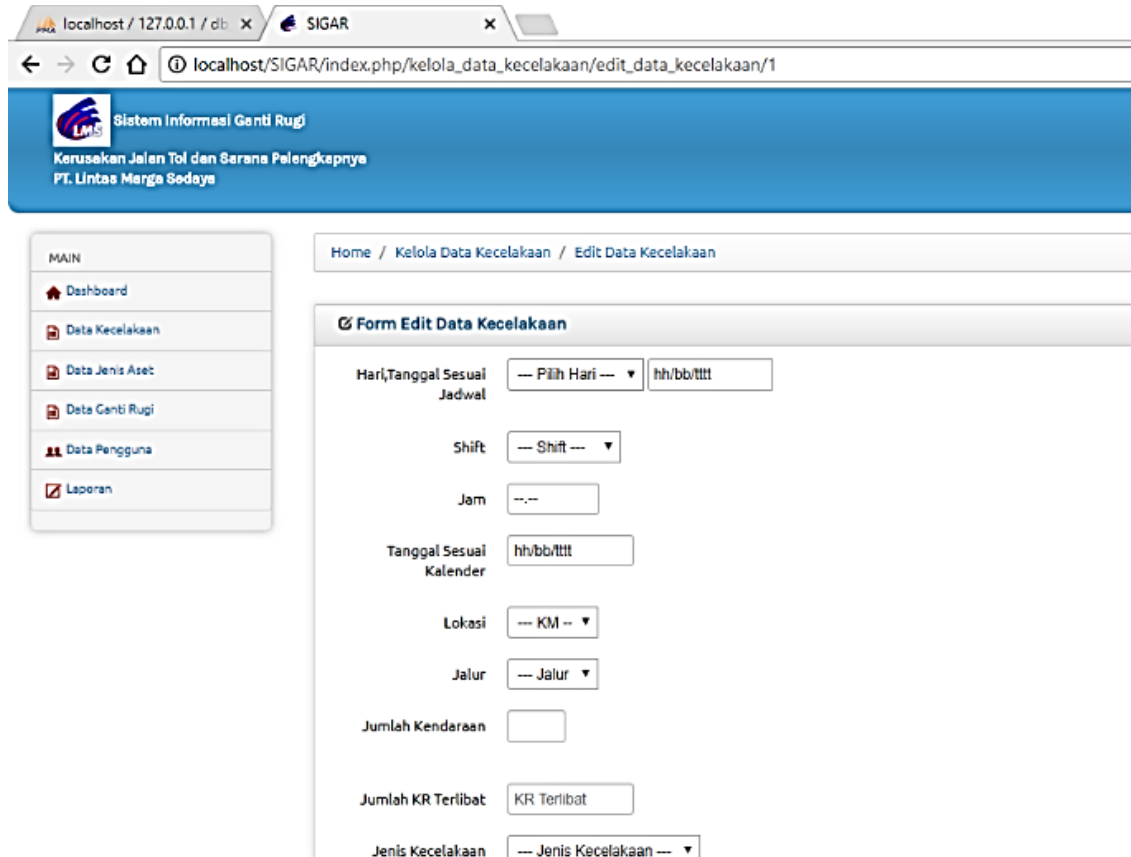 localhost / 127.0.0.1 / db
SIGAR
localhost/SIGAR/index.php/kelola_data_kecelakaan/edit_data_kecelakaan/1
LMS
Sistem Informasi Ganti Rugi
Kerusakan Jalan Tol dan Sarana Pelengkapnya
PT. Lintas Marga Sedaya
MAIN
Dashboard
Data Kecelakaan
Data Jenis Aset
Data Ganti Rugi
Data Pengguna
Laporan
Home / Kelola Data Kecelakaan / Edit Data Kecelakaan
Form Edit Data Kecelakaan
Hari,Tanggal Sesuai Jadwal
--- Pilih Hari --- hh/bb/tttt
Shift --- Shift ---
Jam --.--
Tanggal Sesuai Kalender
hh/bb/tttt
Lokasi --- KM --
Jalur --- Jalur
Jumlah Kendaraan
Jumlah KR Terlibat KR Terlibat
Jenis Kecelakaan --- Jenis Kecelakaan ---